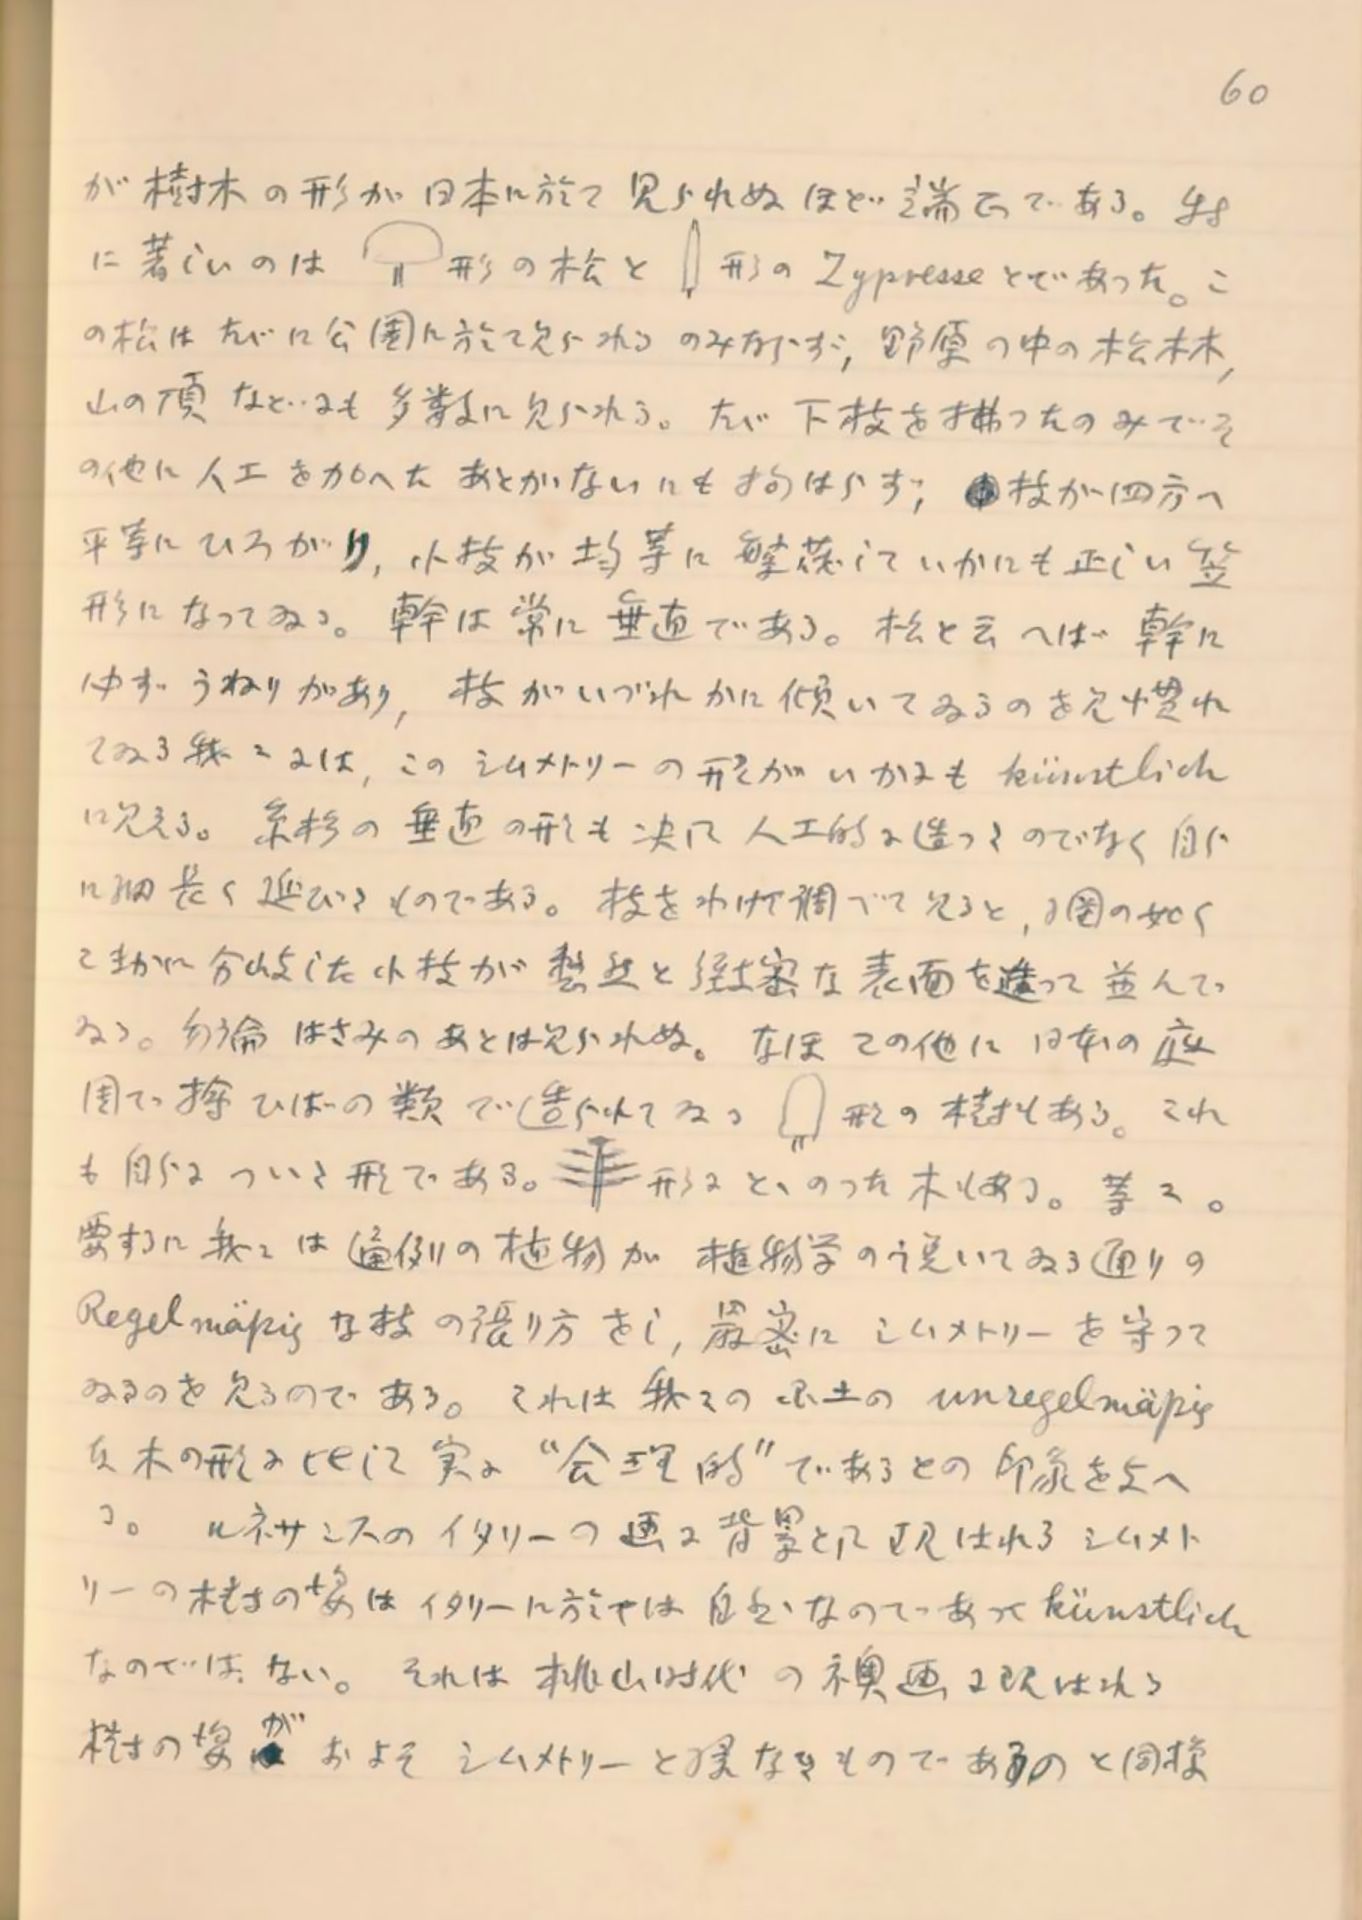 60
が樹木の形が日本に於て見られぬほど端正である。特
に著しいのは 形の松と 形の Zypresse とであった。こ
の松はたゞに公園に於て見られるのみならず, 野原の中の松林,
山の頂などにも多数に見られる。たゞ下枝を払つたのみでそ
の他に人工を加へたあとがないにも拘はらず, 枝が四方へ
平等にひろがり, 小枝が均等に繁茂していかにも正しい笠
形になってゐる。幹は常に垂直である。松と云へば幹に
必ずうねりがあり, 枝がいづれかに傾いてゐるのを見慣れ
てゐる我々には, このシムメトリーの形がいかにも künstlich
に見える。糸杉の垂直の形も決して人工的に造つたのでなく自ら
に細長く延びたものである。枝をわけて調べて見ると, 図の如く
こまかに分岐した小枝が整然と緻密な表面を造って並んで
ゐる。勿論はさみのあとは見られぬ。なほその他に日本の庭
園で ひばの類で造られてゐる 形の樹もある。これ
も自らについた形である。 形にとゝのつた木もある。等々。
要するに我々は通例の植物が植物学の説いてゐる通りの
Regelmäßig な枝の張り方をし, 厳密にシムメトリーを守つて
ゐるのを見るのである。それは我々の国土の unregelmäßig
な木の形に比して実に “合理的” であるとの印象を与へ
る。 ルネサンスのイタリーの画に背景として現はれるシムメト
リーの樹の姿はイタリーに於ては自然なのであって künstlich
なのではない。それは桃山時代の襖画に現はれる
樹の姿がおよそシムメトリーと縁なきものであるのと同様